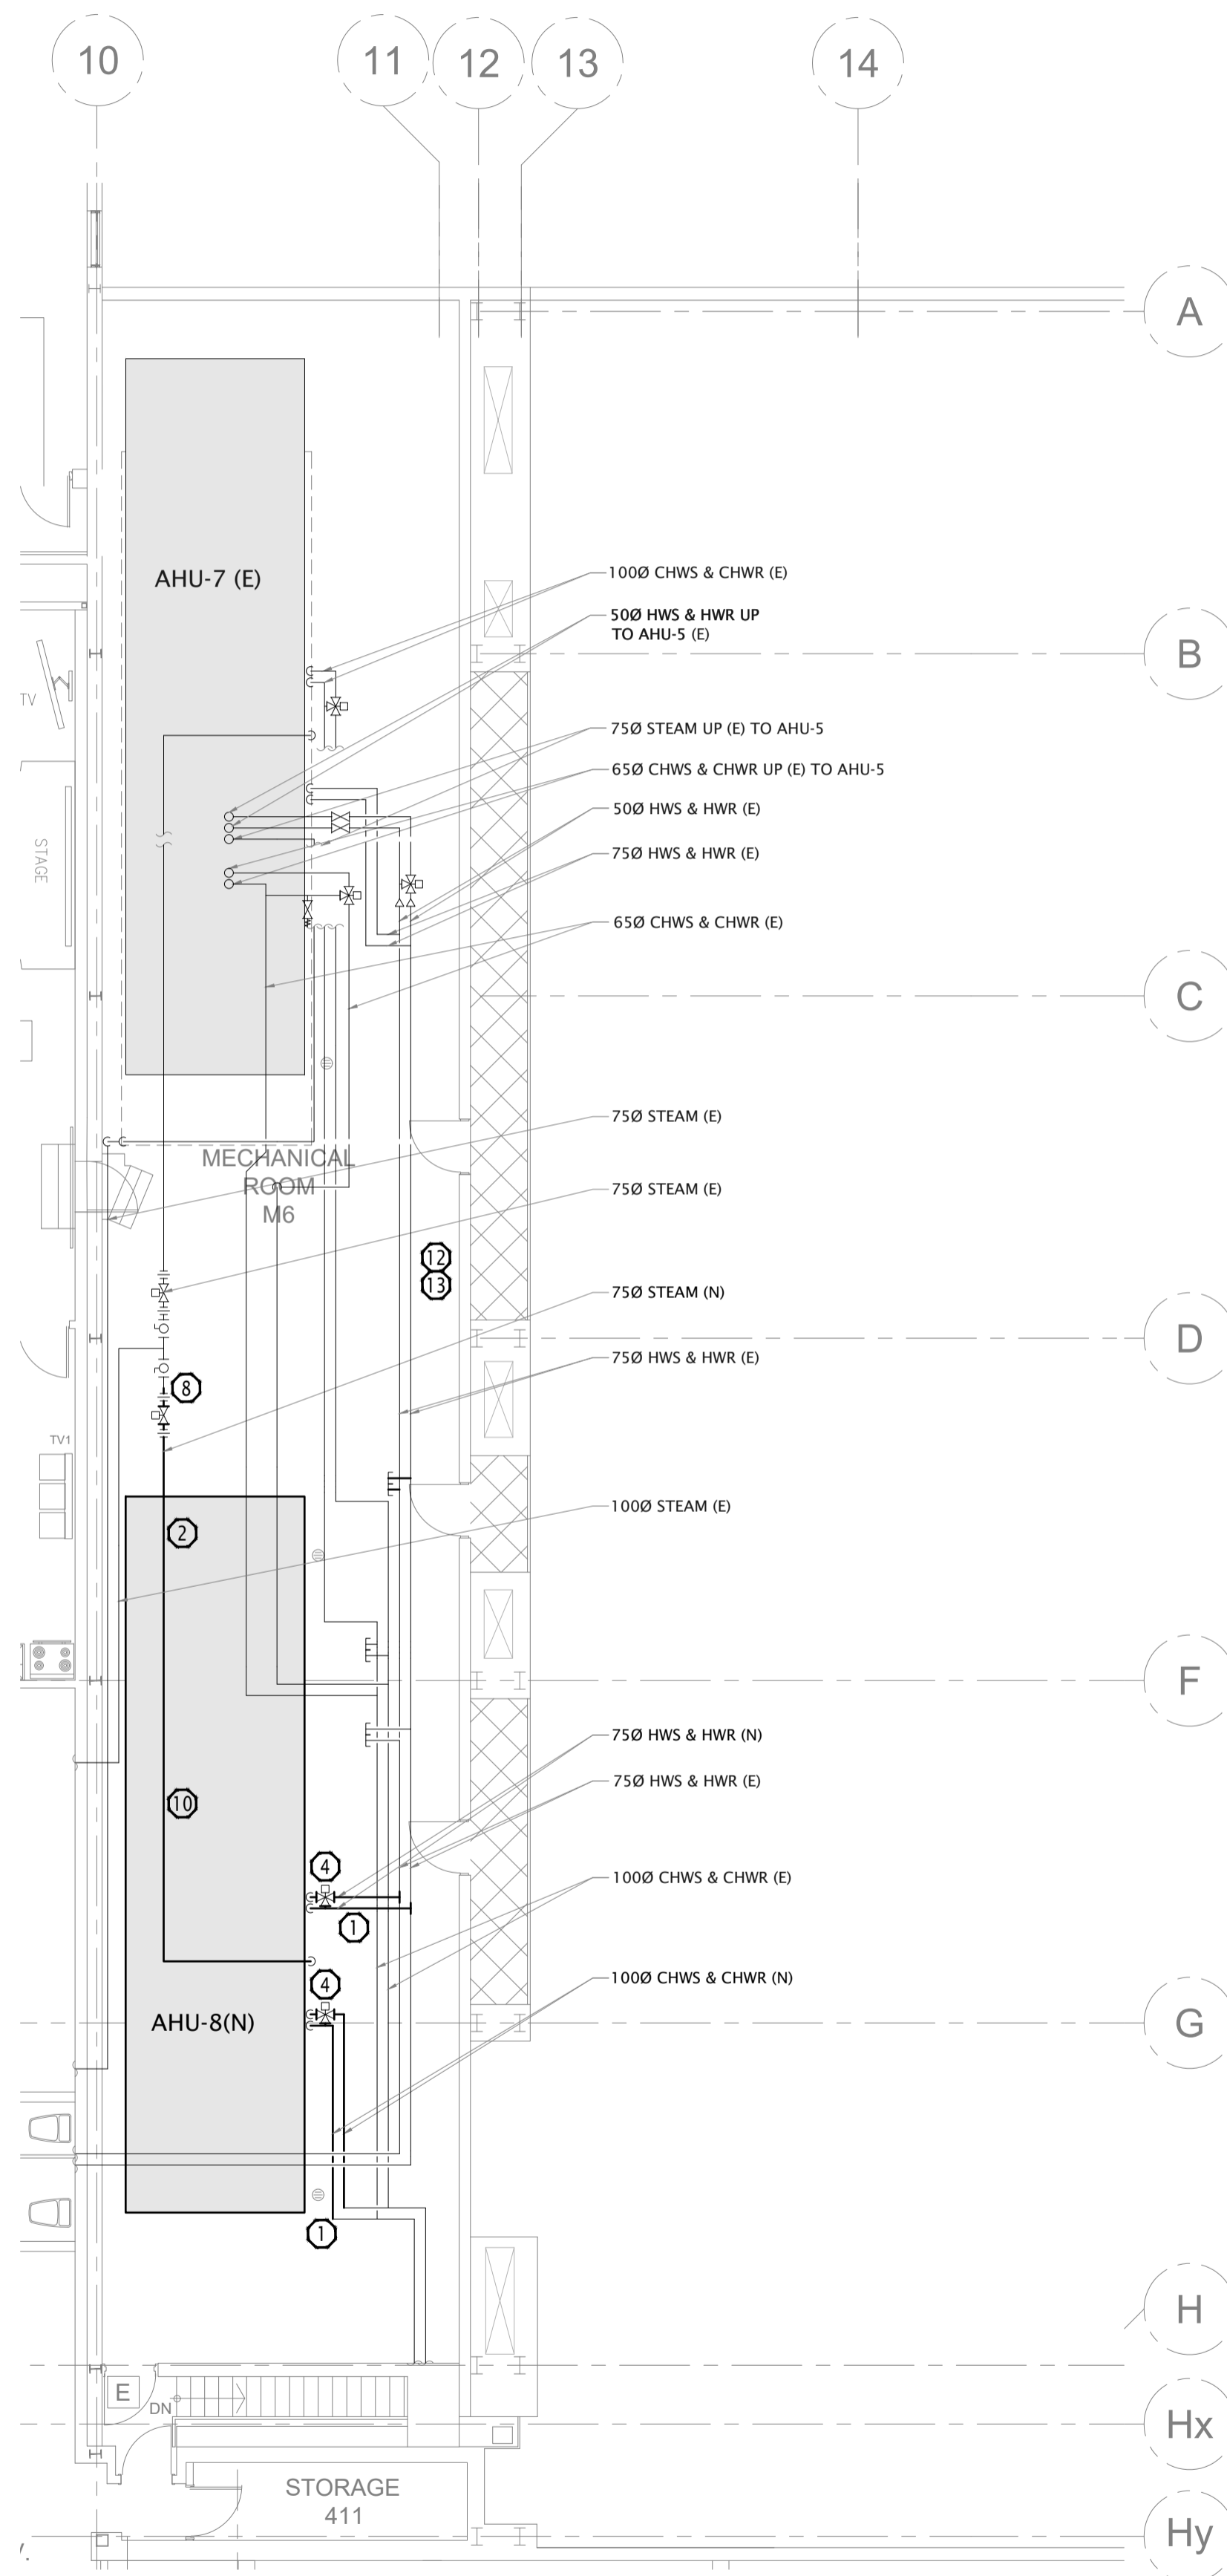 10
11
12
13
14
A
AHU-7 (E)
100Ø CHWS & CHWR (E)
50Ø HWS & HWR UP
TO AHU-5 (E)
B
TV
75Ø STEAM UP (E) TO AHU-5
65Ø CHWS & CHWR UP (E) TO AHU-5
50Ø HWS & HWR (E)
STAGE
75Ø HWS & HWR (E)
65Ø CHWS & CHWR (E)
C
75Ø STEAM (E)
MECHANICAL
ROOM
M6
75Ø STEAM (E)
12
13
75Ø STEAM (N)
D
75Ø HWS & HWR (E)
8
TV1
100Ø STEAM (E)
2
F
75Ø HWS & HWR (N)
75Ø HWS & HWR (E)
10
4
100Ø CHWS & CHWR (E)
1
100Ø CHWS & CHWR (N)
4
AHU-8(N)
G
1
H
E
DN
Hx
STORAGE
411
Hy